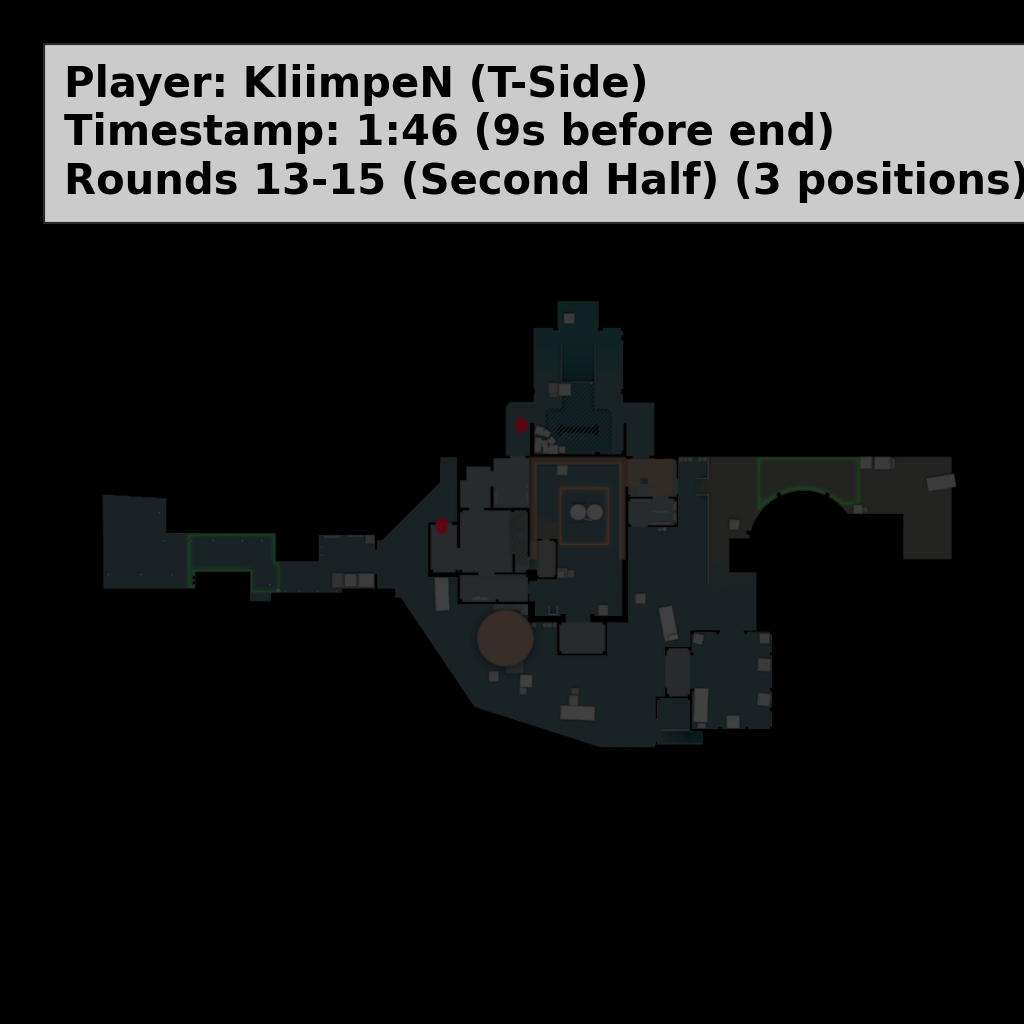 Player: KliimpeN (T-Side)
Timestamp: 1:46 (9s before end)
Rounds 13-15 (Second Half) (3 positions)